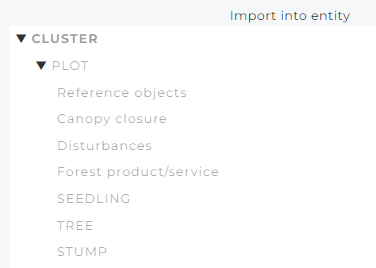 Import into entity
CLUSTER
PLOT
Reference objects
Canopy closure
Disturbances
Forest product/service
SEEDLING
TREE
STUMP